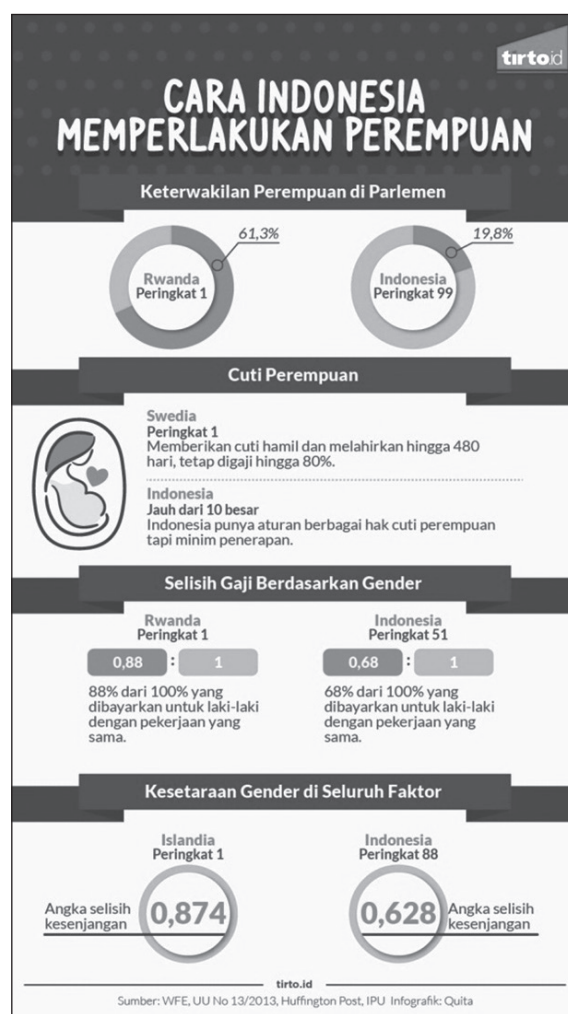 tirto.id
CARA INDONESIA
MEMPERLAKUKAN PEREMPUAN
Keterwakilan Perempuan di Parlemen
61,3%
Rwanda
Peringkat 1
19,8%
Indonesia
Peringkat 99
Cuti Perempuan
Swedia
Peringkat 1
Memberikan cuti hamil dan melahirkan hingga 480
hari, tetap digaji hingga 80%.
Indonesia
Jauh dari 10 besar
Indonesia punya aturan berbagai hak cuti perempuan
tapi minim penerapan.
Selisih Gaji Berdasarkan Gender
Rwanda
Peringkat 1
0,88 : 1
88% dari 100% yang
dibayarkan untuk laki-laki
dengan pekerjaan yang
sama.
Indonesia
Peringkat 51
0,68 : 1
68% dari 100% yang
dibayarkan untuk laki-laki
dengan pekerjaan yang
sama.
Kesetaraan Gender di Seluruh Faktor
Islandia
Peringkat 1
Angka selisih
kesenjangan
0,874
Indonesia
Peringkat 88
0,628
Angka selisih
kesenjangan
tirto.id
Sumber: WFE, UU No 13/2013, Huffington Post, IPU Infografik: Quita